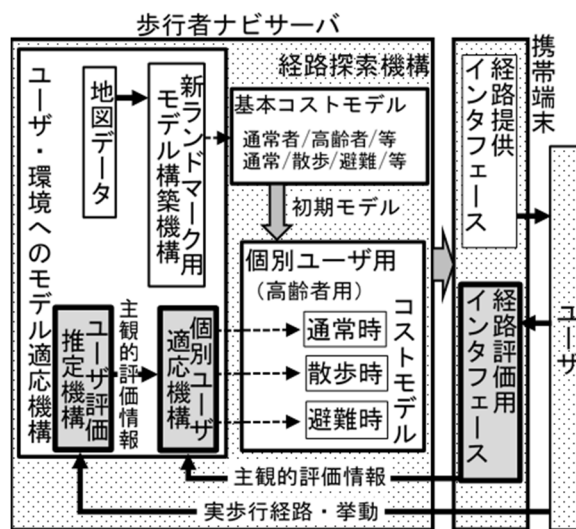 歩行者ナビサーバ
ユーザ・環境へのモデル適応機構
地図データ
新ランドマーク用
モデル構築機構
経路探索機構
基本コストモデル
通常者/高齢者/等
通常/散歩/避難/等
初期モデル
個別ユーザ用
(高齢者用)
コストモデル
通常時
散歩時
避難時
ユーザ評価
推定機構
主観的評価情報
個別ユーザ
適応機構
携帯端末
経路提供
インタフェース
経路評価用
インタフェース
ユーザ
主観的評価情報
実歩行経路・挙動